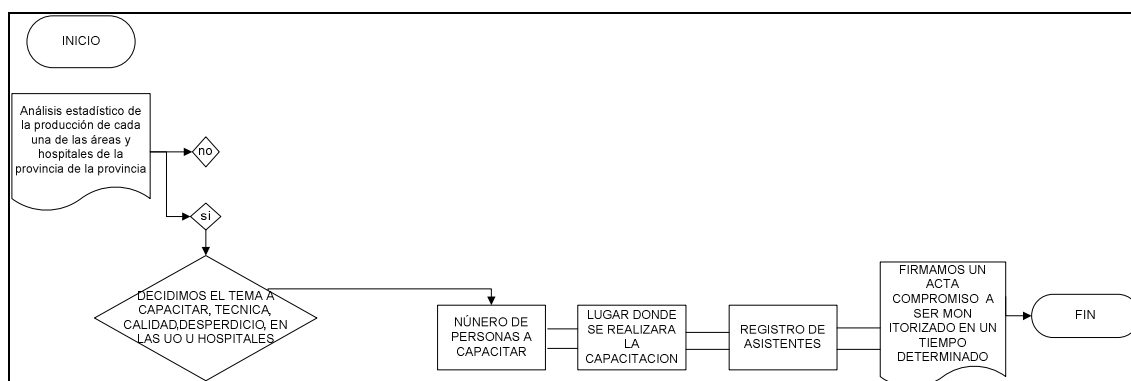 INICIO
Análisis estadístico de
la producción de cada
una de las áreas y
hospitales de la
provincia de la provincia
no
si
DECIDIMOS EL TEMA A
CAPACITAR, TECNICA,
CALIDAD,DESPERDICIO, EN
LAS UO U HOSPITALES
NÚNERO DE
PERSONAS A
CAPACITAR
LUGAR DONDE
SE REALIZARA
LA
CAPACITACION
REGISTRO DE
ASISTENTES
FIRMAMOS UN
ACTA
COMPROMISO A
SER MON
ITORIZADO EN UN
TIEMPO
DETERMINADO
FIN